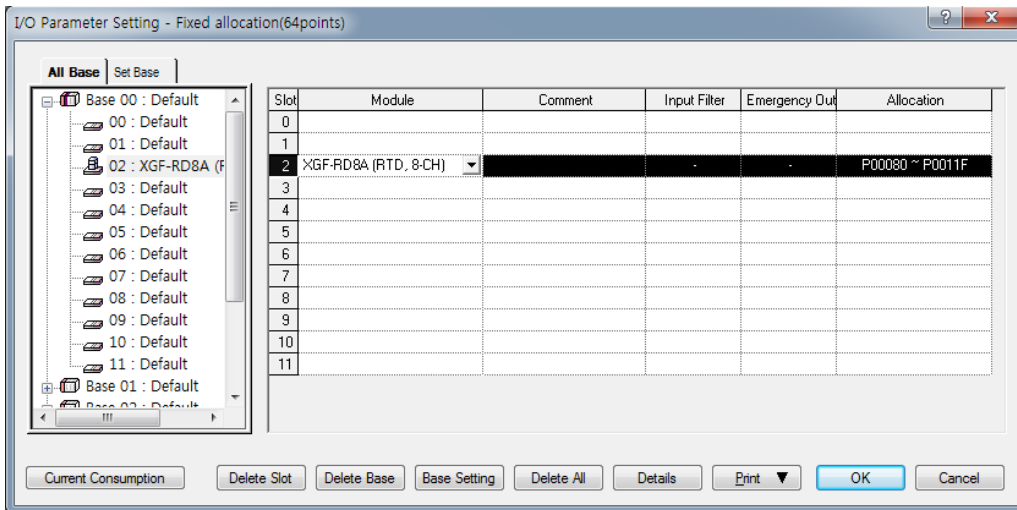 I/O Parameter Setting - Fixed allocation(64points)
All Base Set Base
Base 00 : Default
00 : Default
01 : Default
02 : XGF-RD8A (F
03 : Default
04 : Default
05 : Default
06 : Default
07 : Default
08 : Default
09 : Default
10 : Default
11 : Default
Base 01 : Default
Base 02 : Default
Slot Module Comment Input Filter Emergency Out Allocation
0
1
2 XGF-RD8A (RTD, 8-CH) - - P00080 ~ P0011F
3
4
5
6
7
8
9
10
11
Current Consumption Delete Slot Delete Base Base Setting Delete All Details Print ▼ OK Cancel